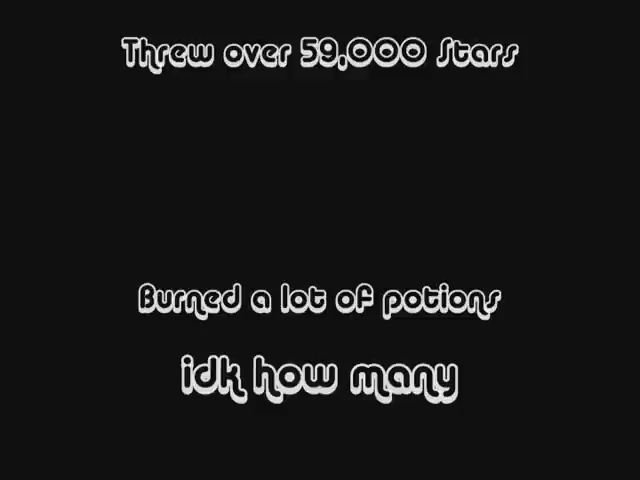 Threw over 59,000 Stars
Burned a lot of potions
idk how many